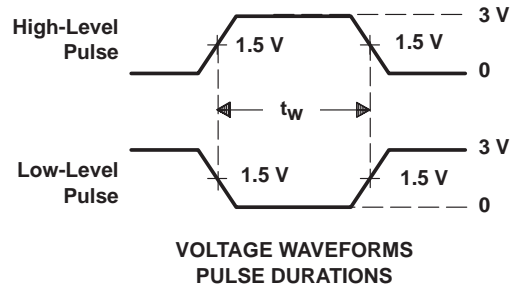 High-Level
Pulse
1.5 V
1.5 V
3 V
0
tw
Low-Level
Pulse
1.5 V
1.5 V
3 V
0
VOLTAGE WAVEFORMS
PULSE DURATIONS